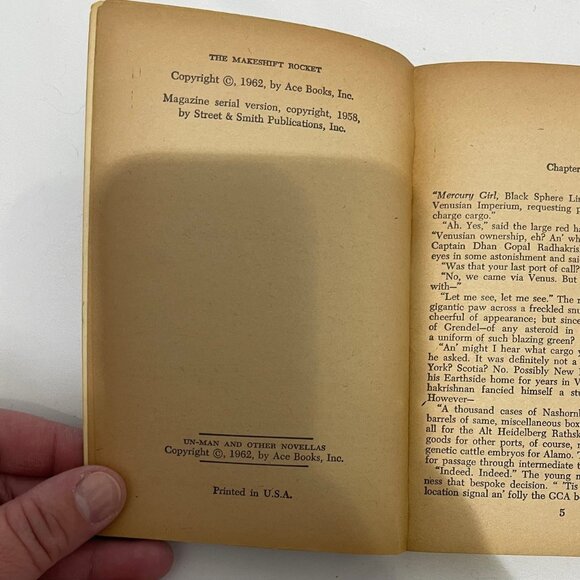 THE MAKESHIFT ROCKET
Copyright ©, 1962, by Ace Books, Inc.
Magazine serial version, copyright, 1958,
by Street & Smith Publications, Inc.
UN-MAN AND OTHER NOVELLAS
Copyright ©, 1962, by Ace Books, Inc.
Printed in U.S.A.
Chapter
"Mercury Girl, Black Sphere Li
Venusian Imperium, requesting p
charge cargo."
"Ah. Yes," said the large red ha
"Venusian ownership, eh? An' wh
Captain Dhan Gopal Radhakris
eyes in some astonishment and said
"Was that your last port of call?
"No, we came via Venus. But
with—"
"Let me see, let me see." The
gigantic paw across a freckled snu
cheerful of appearance; but since
of Grendel—of any asteroid in
a uniform of such blazing green?
"An' might I hear what cargo y
he asked. It was definitely not a
York? Scotia? No. Possibly New
his Earthside home for years in V
hakrishnan fancied himself a stu
However—
"A thousand cases of Nashorn
barrels of same, miscellaneous box
all for the Alt Heidelberg Rathsk
goods for other ports, of course,
genetic cattle embryos for Alamo.
for passage through intermediate t
"Indeed. Indeed." The young m
ness that bespoke decision. " 'Tis
location signal an' folly the GCA b
5